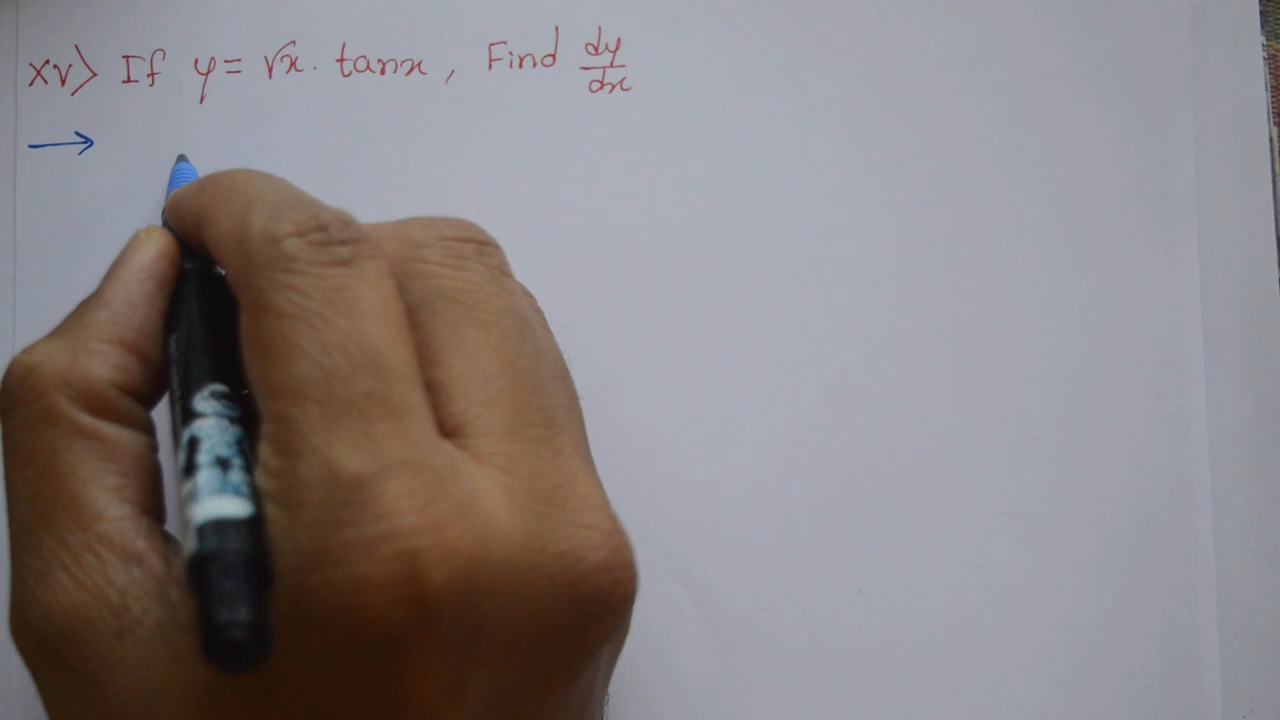 xv> If y = √x · tanx, Find dy/dx
→